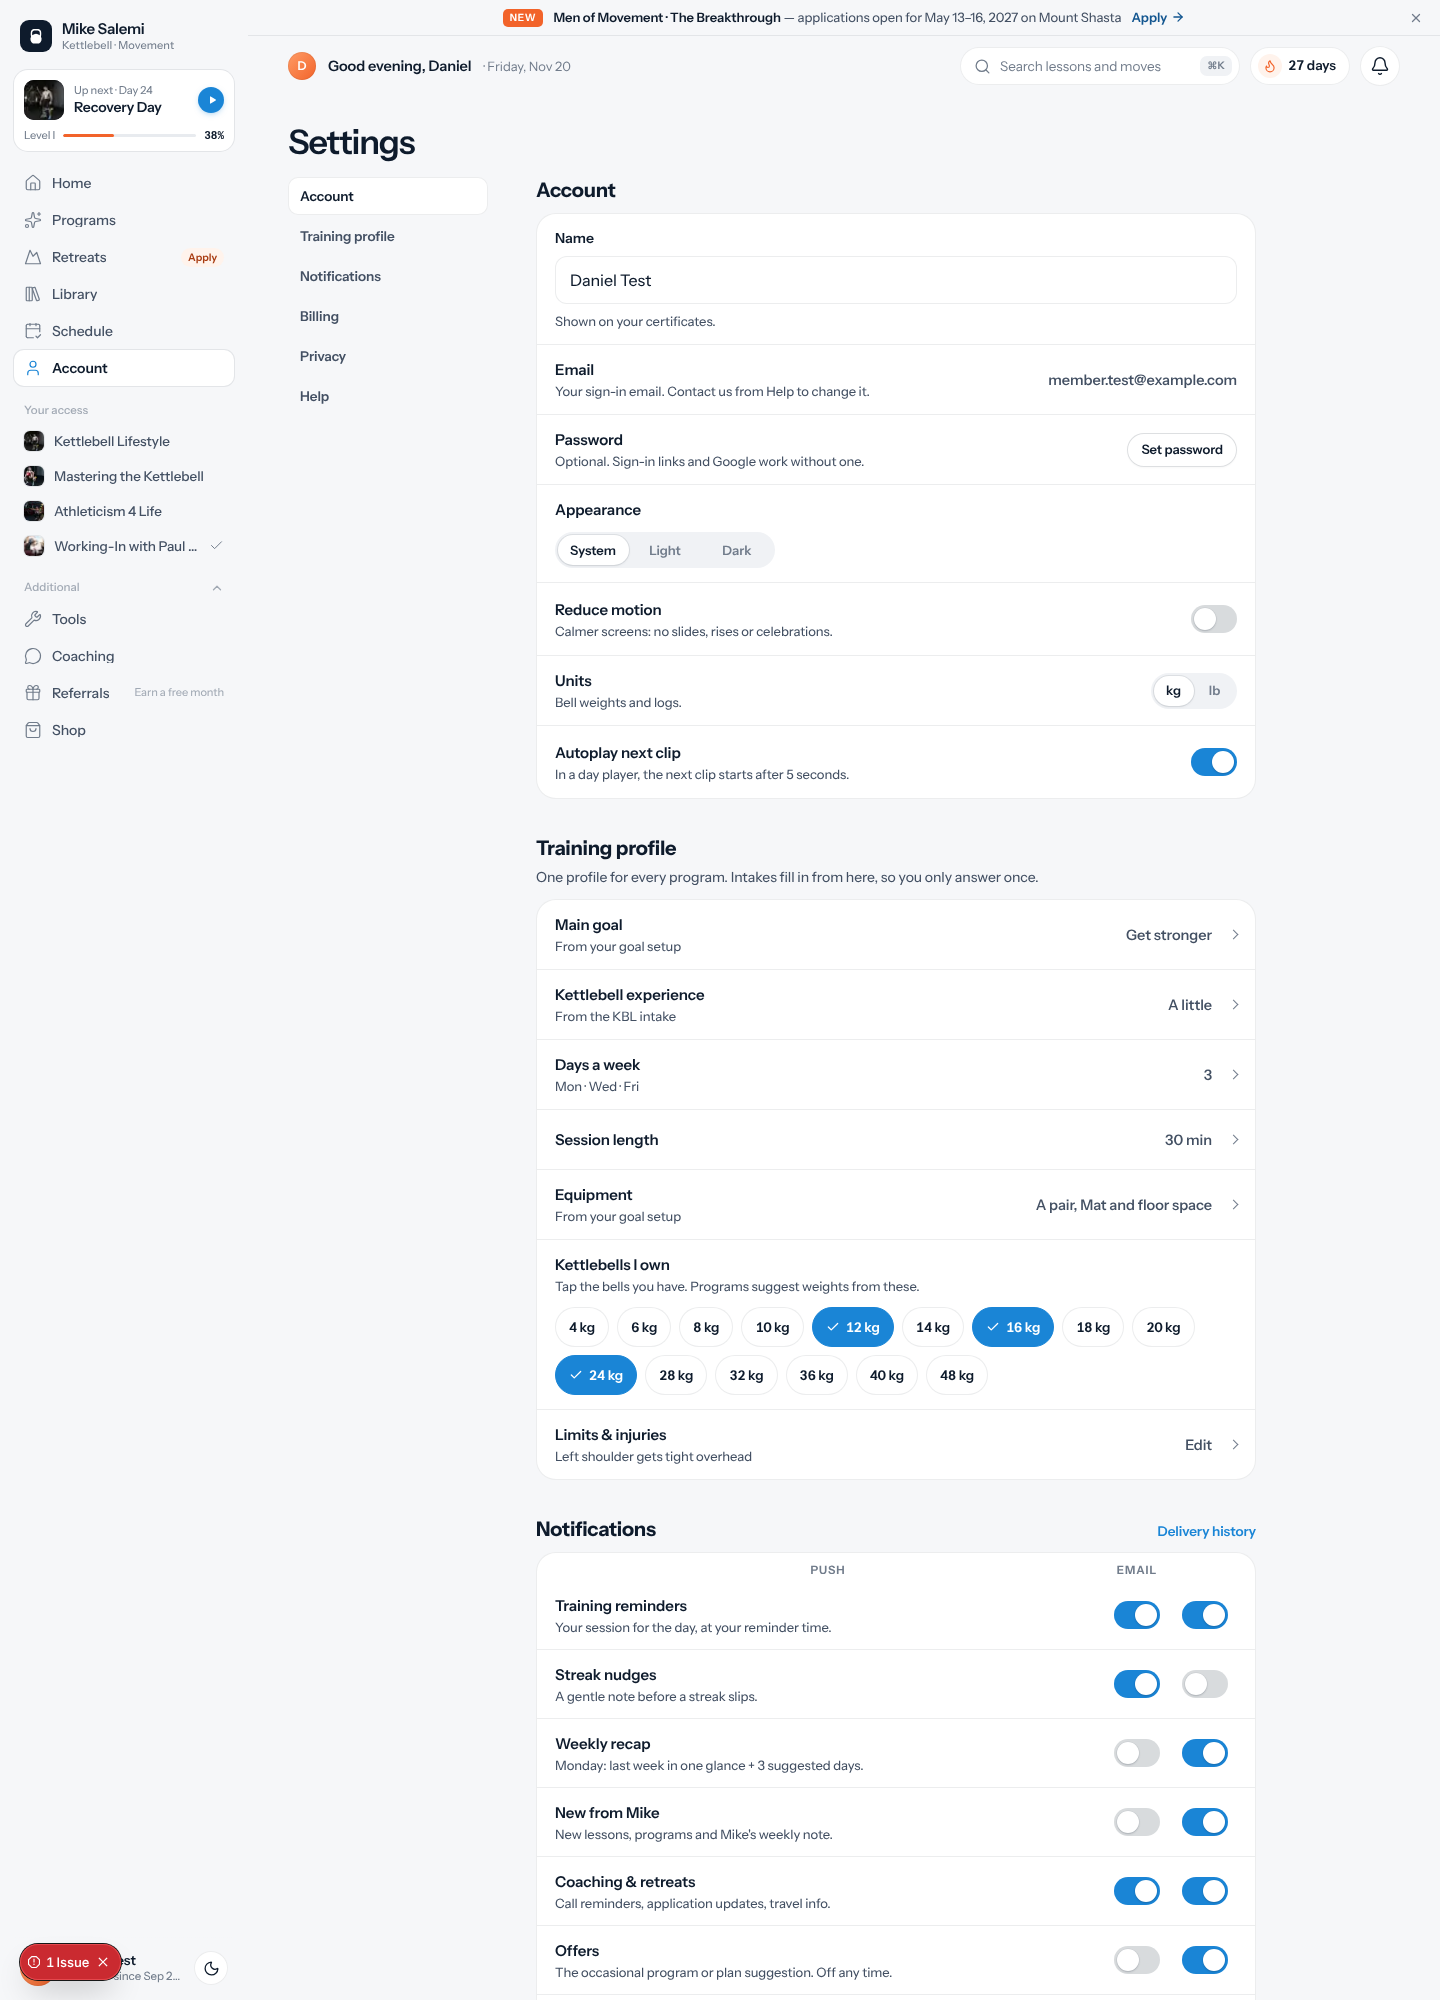 Mike Salemi
Kettlebell · Movement
Up next · Day 24
Recovery Day
Level I
38%
Home
Programs
Retreats
Apply
Library
Schedule
Account
Your access
Kettlebell Lifestyle
Mastering the Kettlebell
Athleticism 4 Life
Working-In with Paul ...
Additional
Tools
Coaching
Referrals
Earn a free month
Shop
1 Issue
est
since Sep 2...
NEW Men of Movement · The Breakthrough — applications open for May 13–16, 2027 on Mount Shasta Apply →
D
Good evening, Daniel · Friday, Nov 20
Search lessons and moves
⌘K
27 days
Settings
Account
Training profile
Notifications
Billing
Privacy
Help
Account
Name
Daniel Test
Shown on your certificates.
Email
Your sign-in email. Contact us from Help to change it.
member.test@example.com
Password
Optional. Sign-in links and Google work without one.
Set password
Appearance
System Light Dark
Reduce motion
Calmer screens: no slides, rises or celebrations.
Units
Bell weights and logs.
kg lb
Autoplay next clip
In a day player, the next clip starts after 5 seconds.
Training profile
One profile for every program. Intakes fill in from here, so you only answer once.
Main goal
From your goal setup
Get stronger
Kettlebell experience
From the KBL intake
A little
Days a week
Mon · Wed · Fri
3
Session length
30 min
Equipment
From your goal setup
A pair, Mat and floor space
Kettlebells I own
Tap the bells you have. Programs suggest weights from these.
4 kg 6 kg 8 kg 10 kg 12 kg 14 kg 16 kg 18 kg 20 kg
24 kg 28 kg 32 kg 36 kg 40 kg 48 kg
Limits & injuries
Left shoulder gets tight overhead
Edit
Notifications
Delivery history
PUSH EMAIL
Training reminders
Your session for the day, at your reminder time.
Streak nudges
A gentle note before a streak slips.
Weekly recap
Monday: last week in one glance + 3 suggested days.
New from Mike
New lessons, programs and Mike's weekly note.
Coaching & retreats
Call reminders, application updates, travel info.
Offers
The occasional program or plan suggestion. Off any time.